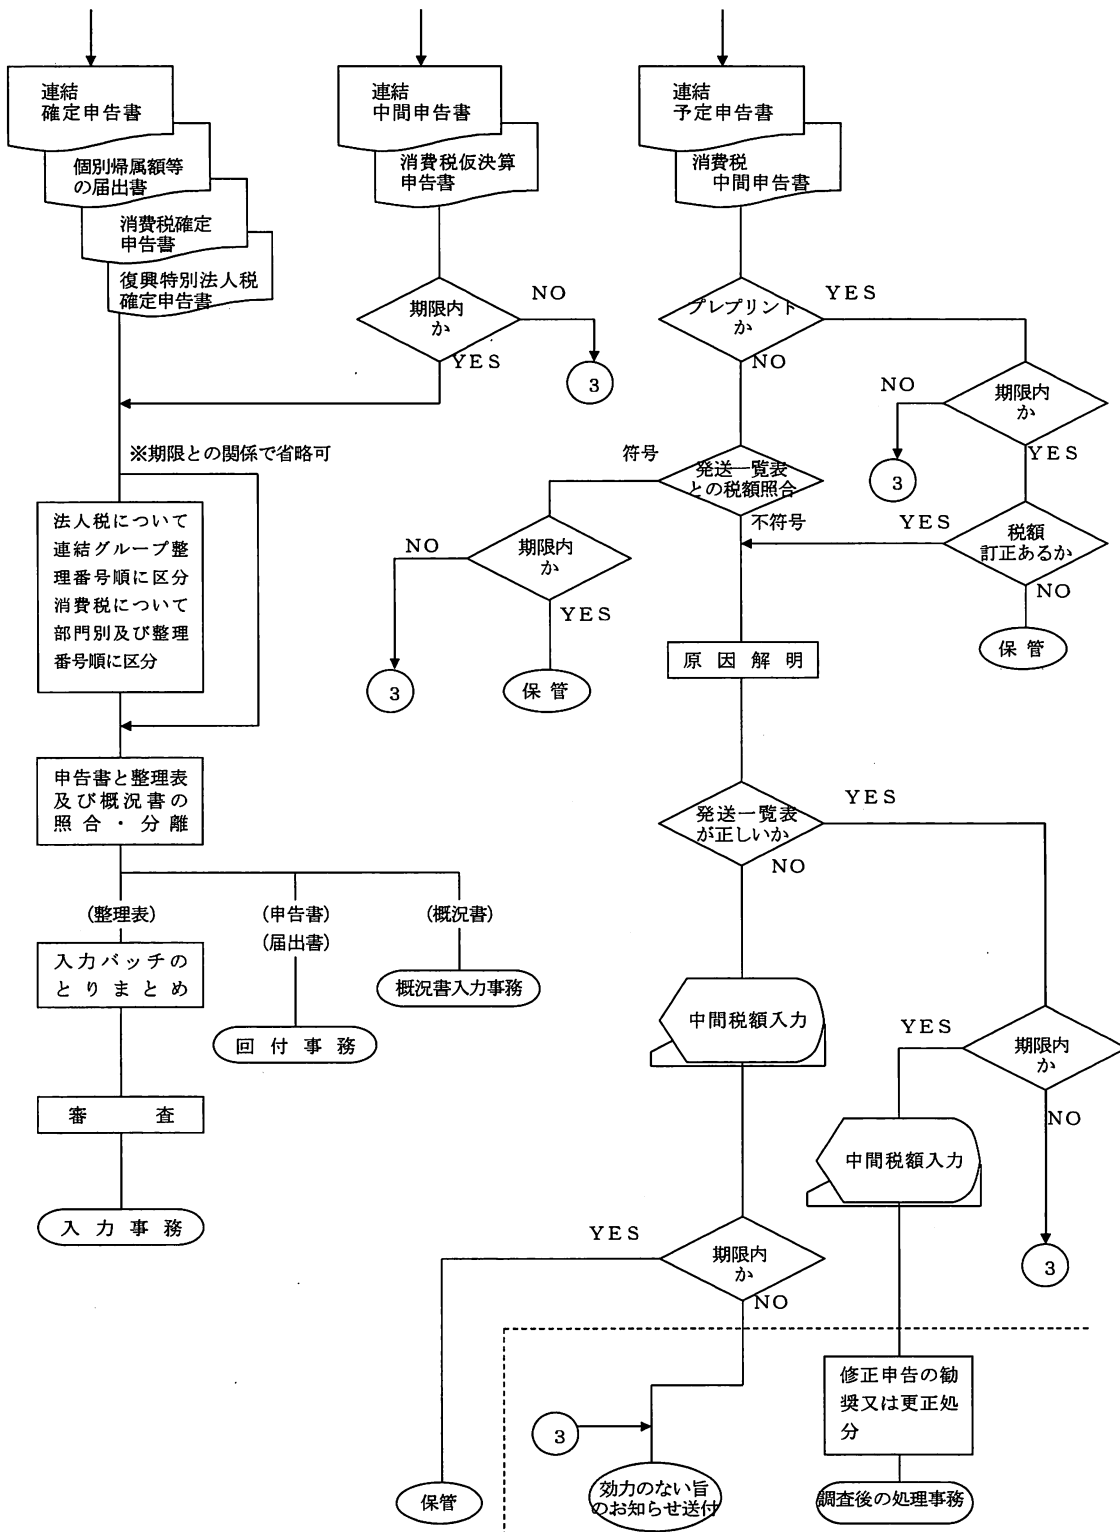 連結
確定申告書
個別帰属額等
の届出書
消費税確定
申告書
復興特別法人税
確定申告書
連結
中間申告書
消費税仮決算
申告書
期限内
か
NO
YES
3
連結
予定申告書
消費税
中間申告書
プレプリント
か
YES
NO
期限内
か
NO
YES
3
税額
訂正あるか
YES
NO
保管
※期限との関係で省略可
法人税について
連結グループ整
理番号順に区分
消費税について
部門別及び整理
番号順に区分
申告書と整理表
及び概況書の
照合・分離
(整理表)
(申告書)
(届出書)
(概況書)
入力バッチの
とりまとめ
概況書入力事務
回付事務
審査
入力事務
発送一覧表
との税額照合
符号
不符号
期限内
か
NO
YES
3
保管
原因解明
発送一覧表
が正しいか
YES
NO
中間税額入力
期限内
か
YES
NO
中間税額入力
3
期限内
か
YES
NO
保管
3
効力のない旨
のお知らせ送付
修正申告の勧
奨又は更正処
分
調査後の処理事務